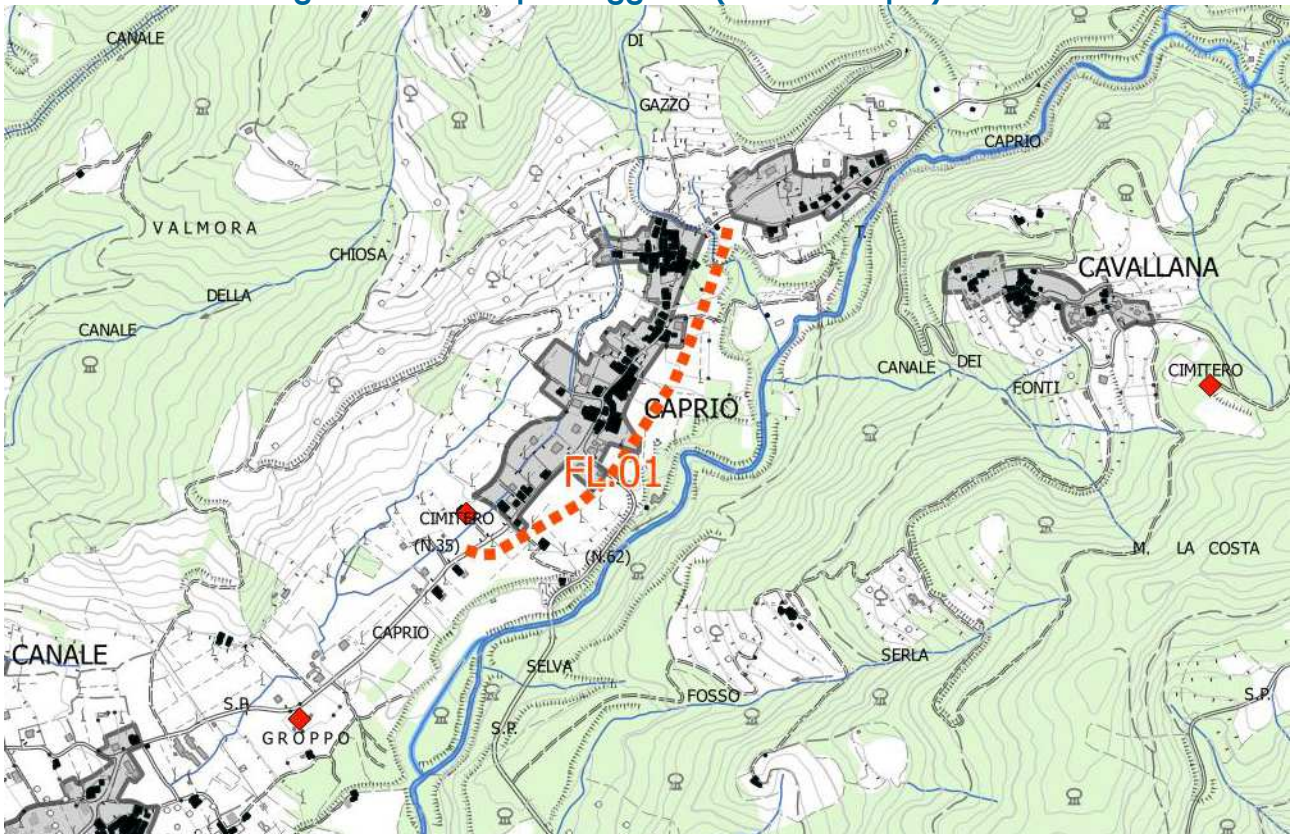 CANALE
DI
GAZZO
CAPRIO
T.
VALMORA
CHIOSA
DELLA
CANALE
CAVALLANA
CIMITERO
CANALE
DEI
FONTI
CAPRIO
FL.01
CIMITERO
(N.35)
(N.62)
M. LA COSTA
CAPRIO
CANALE
SELVA
SERLA
FOSSO
S.P.
S.P.
S.P.
GROPPO